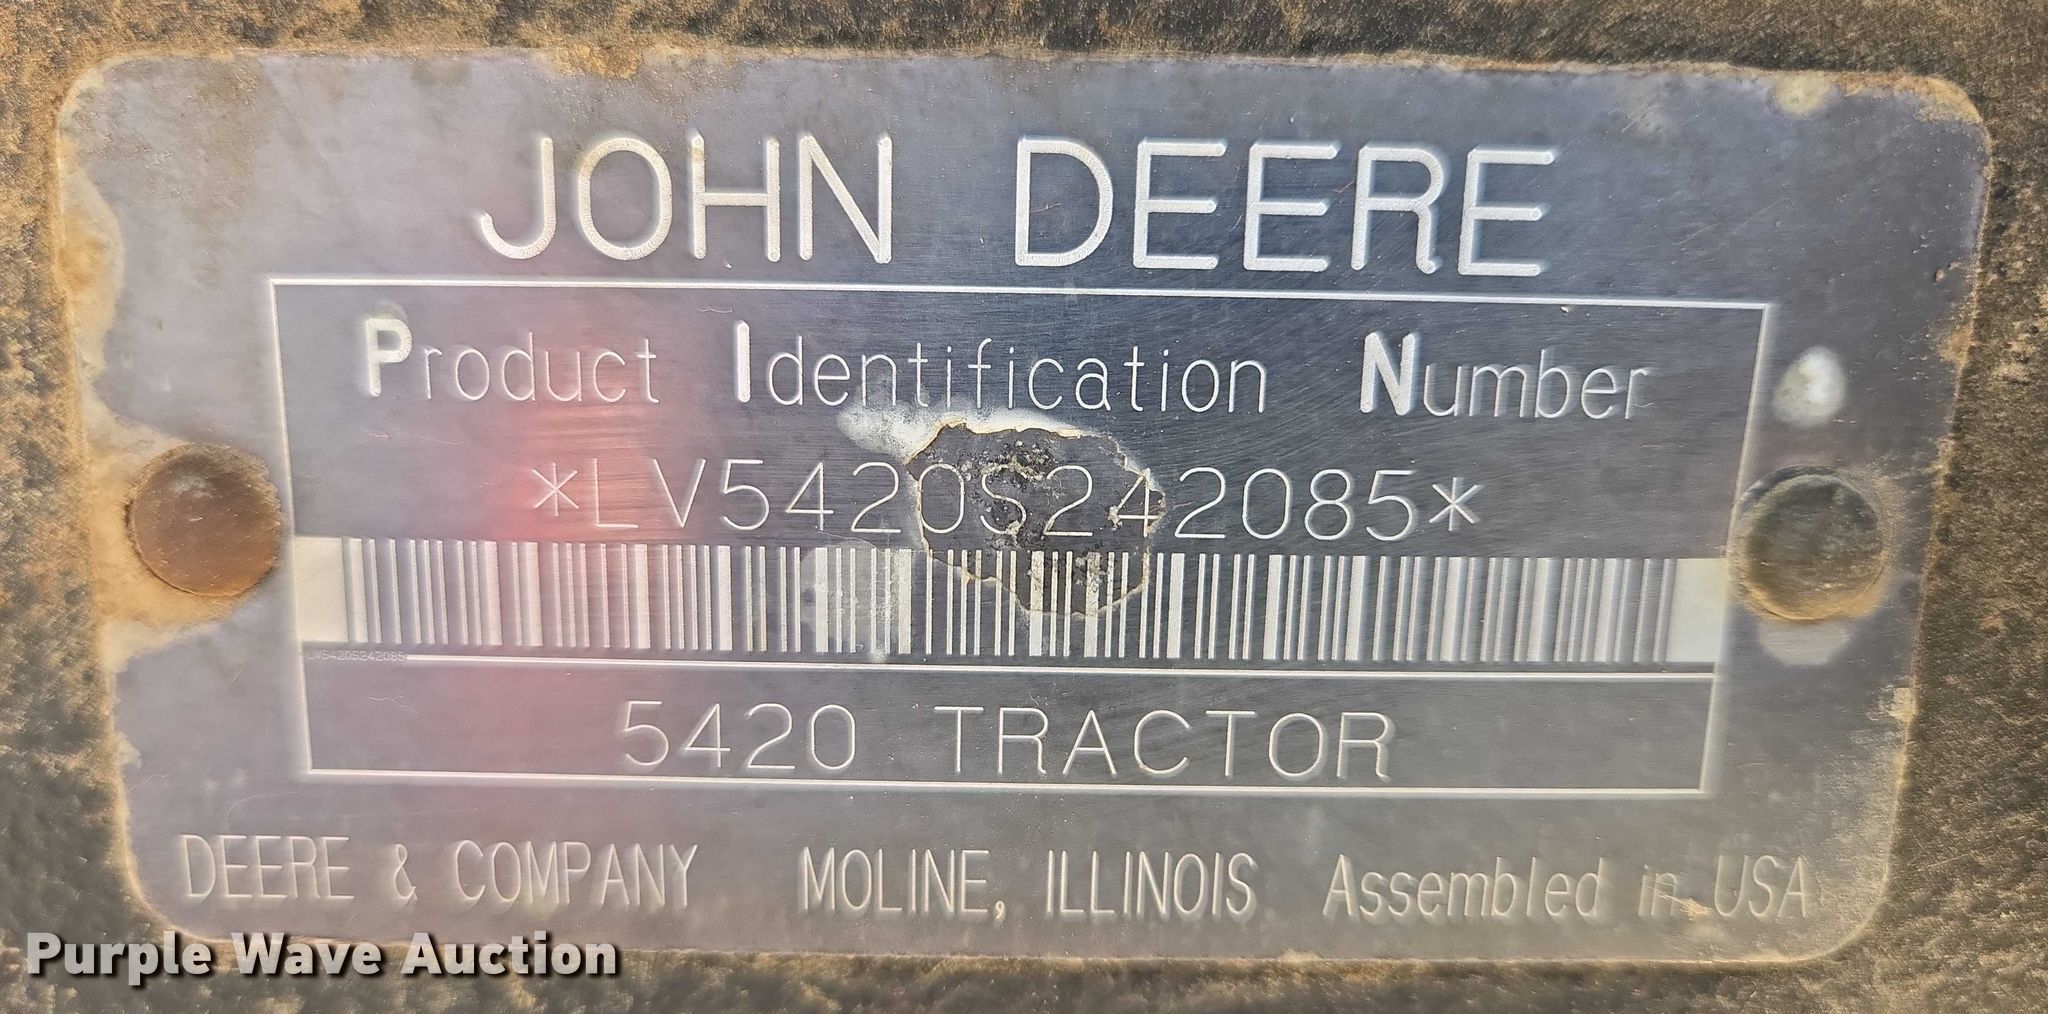 JOHN DEERE
Product Identification Number
*LV5420S242085*
LV5420S242085
5420 TRACTOR
DEERE & COMPANY MOLINE, ILLINOIS Assembled in USA
Purple Wave Auction